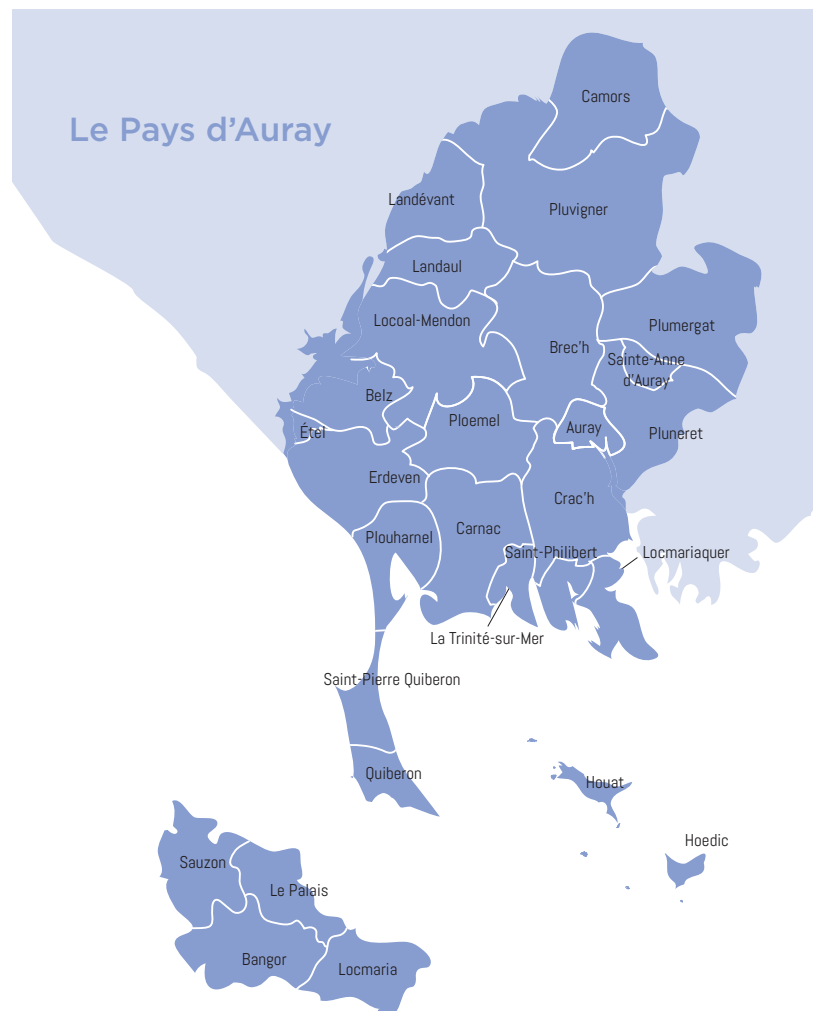 Le Pays d'Auray
Camors
Landévant
Pluvigner
Landaul
Locoal-Mendon
Plumergat
Brec'h
Sainte-Anne
d'Auray
Belz
Ploemel
Auray
Étel
Pluneret
Erdeven
Crac'h
Carnac
Plouharnel
Saint-Philibert
Locmariaquer
La Trinité-sur-Mer
Saint-Pierre Quiberon
Quiberon
Houat
Hoedic
Sauzon
Le Palais
Bangor
Locmaria